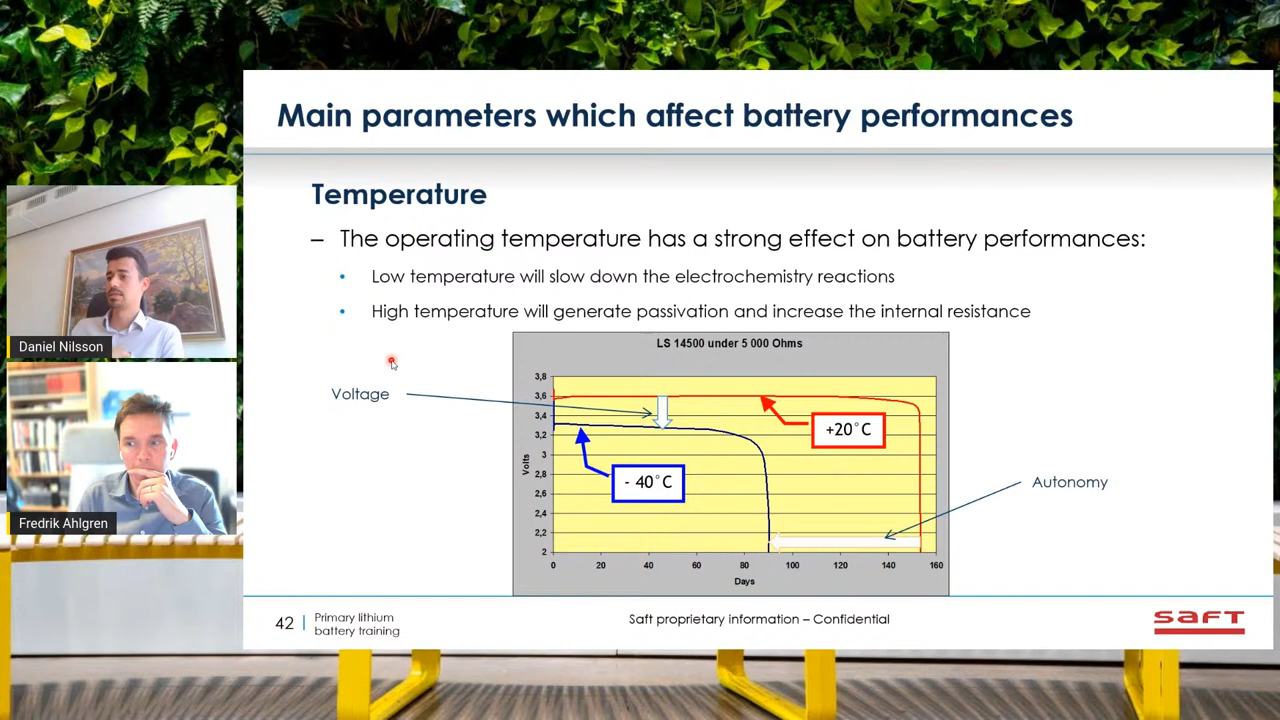 Main parameters which affect battery performances
Temperature
– The operating temperature has a strong effect on battery performances:
• Low temperature will slow down the electrochemistry reactions
• High temperature will generate passivation and increase the internal resistance
Daniel Nilsson
Fredrik Ahlgren
LS 14500 under 5 000 Ohms
Voltage
Volts
3,8
3,6
3,4
3,2
3
2,8
2,6
2,4
2,2
2
+20°C
- 40°C
Autonomy
0 20 40 60 80 100 120 140 160
Days
42
Primary lithium
battery training
Saft proprietary information – Confidential
saft